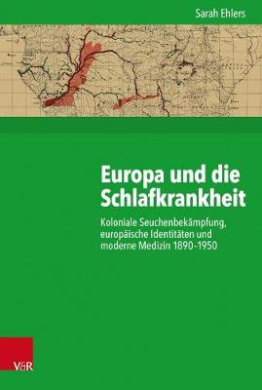 Sarah Ehlers
Europa und die
Schlafkrankheit
Koloniale Seuchenbekämpfung,
europäische Identitäten und
moderne Medizin 1890–1950
V&R